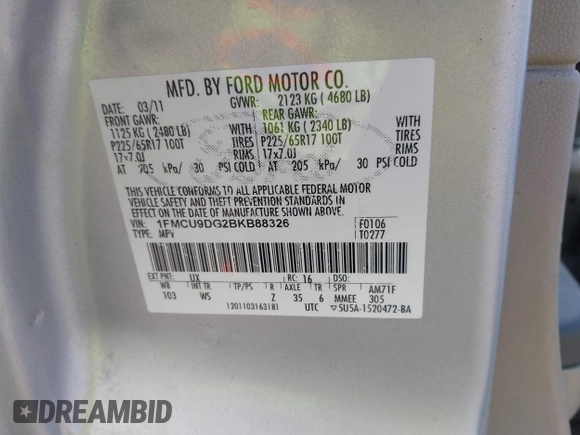 MFD. BY FORD MOTOR CO.
DATE: 03/11 GVWR: 2123 KG ( 4680 LB)
FRONT GAWR: REAR GAWR:
1125 KG ( 2480 LB) WITH 1061 KG ( 2340 LB) WITH
P225/65R17 100T TIRES P225/65R17 100T TIRES
17x7.0J RIMS 17x7.0J RIMS
AT 205 kPa/ 30 PSI COLD AT 205 kPa/ 30 PSI COLD
THIS VEHICLE CONFORMS TO ALL APPLICABLE FEDERAL MOTOR
VEHICLE SAFETY AND THEFT PREVENTION STANDARDS IN
EFFECT ON THE DATE OF MANUFACTURE SHOWN ABOVE.
VIN: 1FMCU9DG2BKB88326 F0106
TYPE: MPV T0277
EXT PNT: UX RC: 16 DSO:
WB INT TR TP/PS R AXLE TR SPR AM71F
103 WS Z 35 6 MMEE 305
1201103163181 UTC ▽5U5A-1520472-BA
DREAMBID